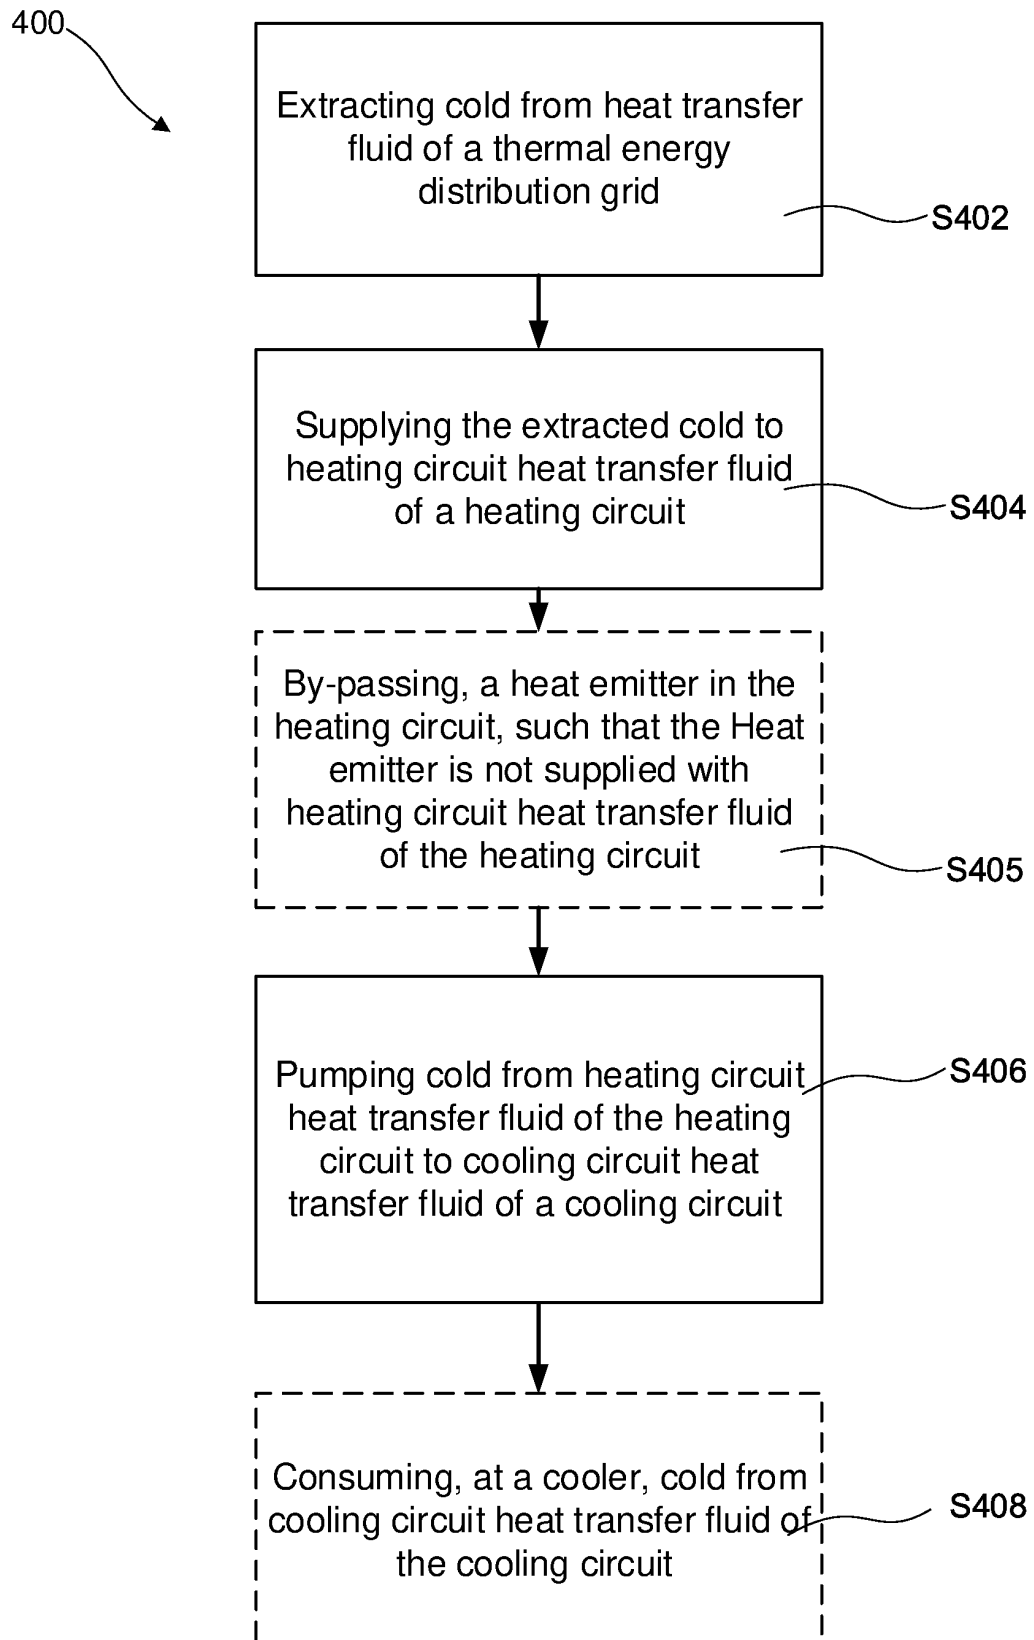 400
Extracting cold from heat transfer
fluid of a thermal energy
distribution grid
S402
Supplying the extracted cold to
heating circuit heat transfer fluid
of a heating circuit
S404
By-passing, a heat emitter in the
heating circuit, such that the Heat
emitter is not supplied with
heating circuit heat transfer fluid
of the heating circuit
S405
Pumping cold from heating circuit
heat transfer fluid of the heating
circuit to cooling circuit heat
transfer fluid of a cooling circuit
S406
Consuming, at a cooler, cold from
cooling circuit heat transfer fluid of
the cooling circuit
S408